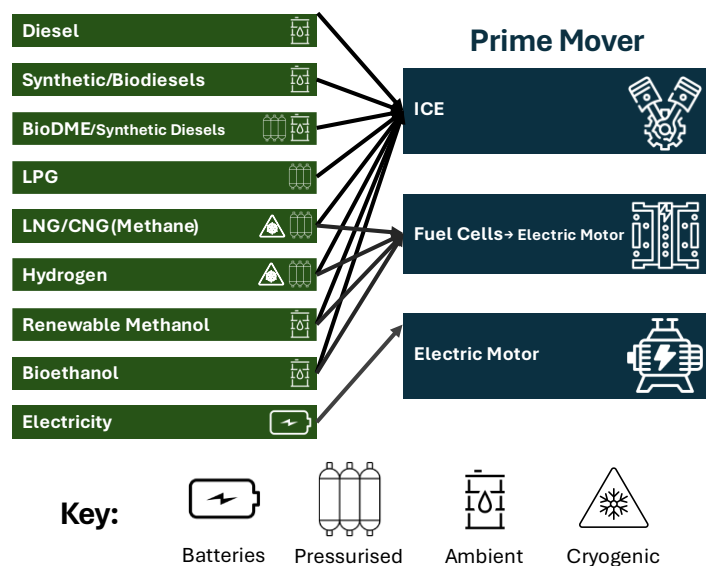 Diesel
Synthetic/Biodiesels
BioDME/Synthetic Diesels
LPG
LNG/CNG(Methane)
Hydrogen
Renewable Methanol
Bioethanol
Electricity
Prime Mover
ICE
Fuel Cells→ Electric Motor
Electric Motor
Key:
Batteries Pressurised Ambient Cryogenic